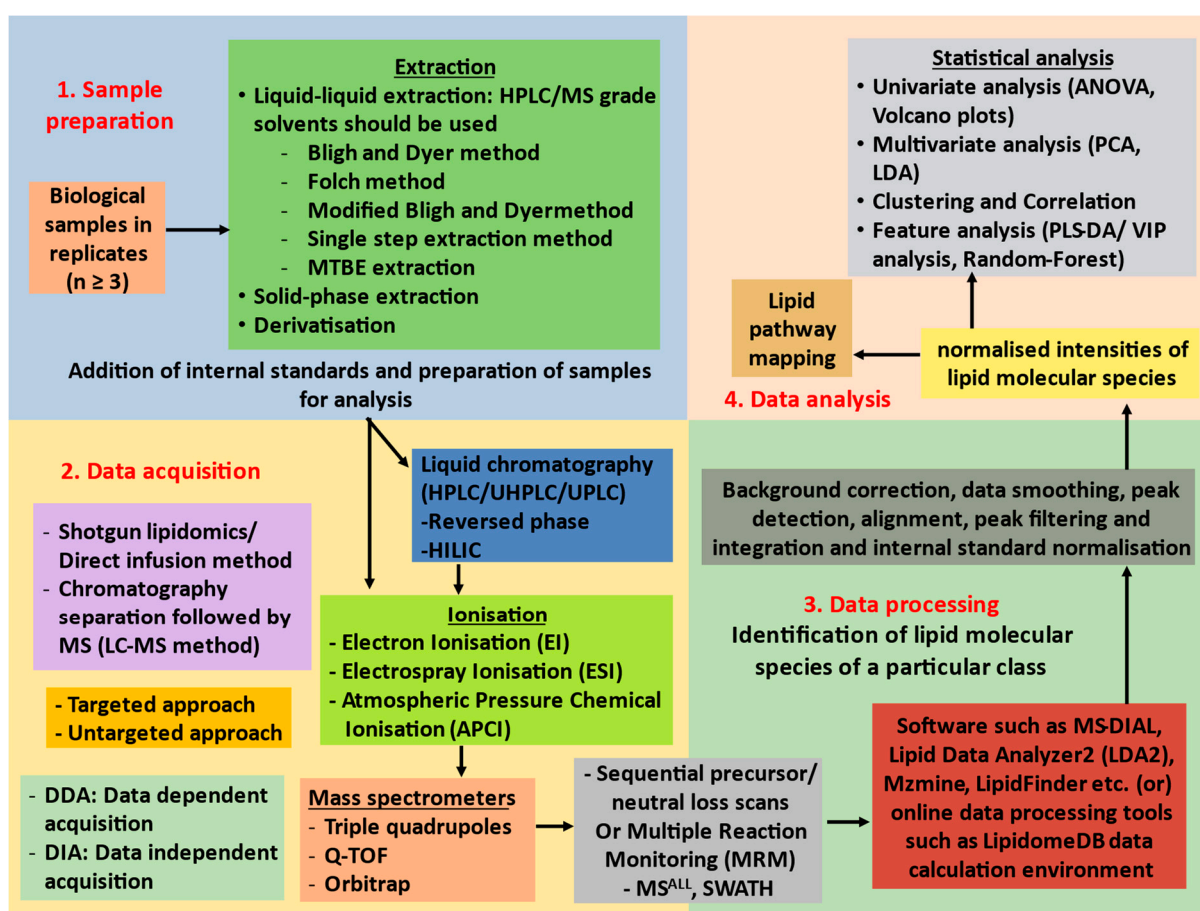 1. Sample
preparation
Biological
samples in
replicates
(n ≥ 3)
Extraction
• Liquid-liquid extraction: HPLC/MS grade
solvents should be used
- Bligh and Dyer method
- Folch method
- Modified Bligh and Dyermethod
- Single step extraction method
- MTBE extraction
• Solid-phase extraction
• Derivatisation
Addition of internal standards and preparation of samples
for analysis
2. Data acquisition
- Shotgun lipidomics/
Direct infusion method
- Chromatography
separation followed by
MS (LC-MS method)
- Targeted approach
- Untargeted approach
- DDA: Data dependent
acquisition
- DIA: Data independent
acquisition
Liquid chromatography
(HPLC/UHPLC/UPLC)
-Reversed phase
-HILIC
Ionisation
- Electron Ionisation (EI)
- Electrospray Ionisation (ESI)
- Atmospheric Pressure Chemical
Ionisation (APCI)
Mass spectrometers
- Triple quadrupoles
- Q-TOF
- Orbitrap
- Sequential precursor/
neutral loss scans
Or Multiple Reaction
Monitoring (MRM)
- MSᴬᴸᴸ, SWATH
3. Data processing
Identification of lipid molecular
species of a particular class
Software such as MS-DIAL,
Lipid Data Analyzer2 (LDA2),
Mzmine, LipidFinder etc. (or)
online data processing tools
such as LipidomeDB data
calculation environment
Background correction, data smoothing, peak
detection, alignment, peak filtering and
integration and internal standard normalisation
4. Data analysis
normalised intensities of
lipid molecular species
Lipid
pathway
mapping
Statistical analysis
• Univariate analysis (ANOVA,
Volcano plots)
• Multivariate analysis (PCA,
LDA)
• Clustering and Correlation
• Feature analysis (PLS-DA/ VIP
analysis, Random-Forest)